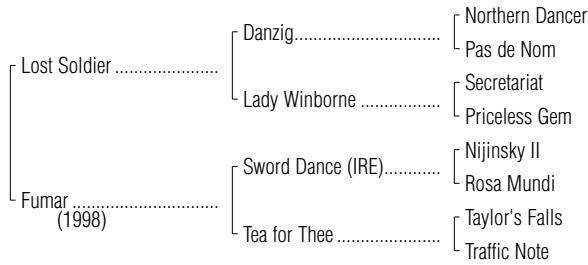 Northern Dancer
Danzig..................................
Pas de Nom
Lost Soldier ........................
Secretariat
Lady Winborne ..................
Priceless Gem
Nijinsky II
Sword Dance (IRE)............
Rosa Mundi
Fumar..................................
(1998)
Taylor's Falls
Tea for Thee .......................
Traffic Note